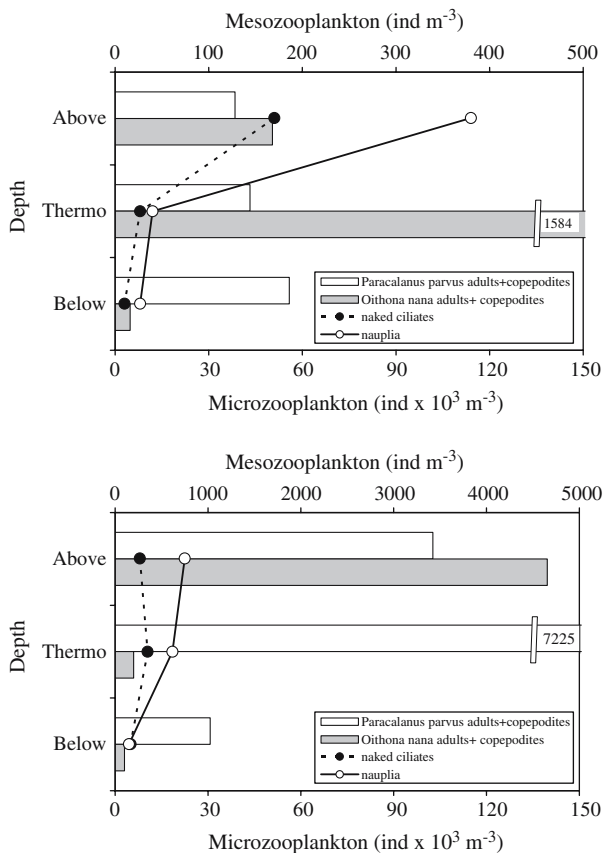 Mesozooplankton (ind m-3)
0 100 200 300 400 500
Depth
Above
Thermo
Below
1584
Paracalanus parvus adults+copepodites
Oithona nana adults+ copepodites
naked ciliates
nauplia
0 30 60 90 120 150
Microzooplankton (ind x 10³ m-3)
Mesozooplankton (ind m-3)
0 1000 2000 3000 4000 5000
Depth
Above
Thermo
Below
7225
Paracalanus parvus adults+copepodites
Oithona nana adults+ copepodites
naked ciliates
nauplia
0 30 60 90 120 150
Microzooplankton (ind x 10³ m-3)